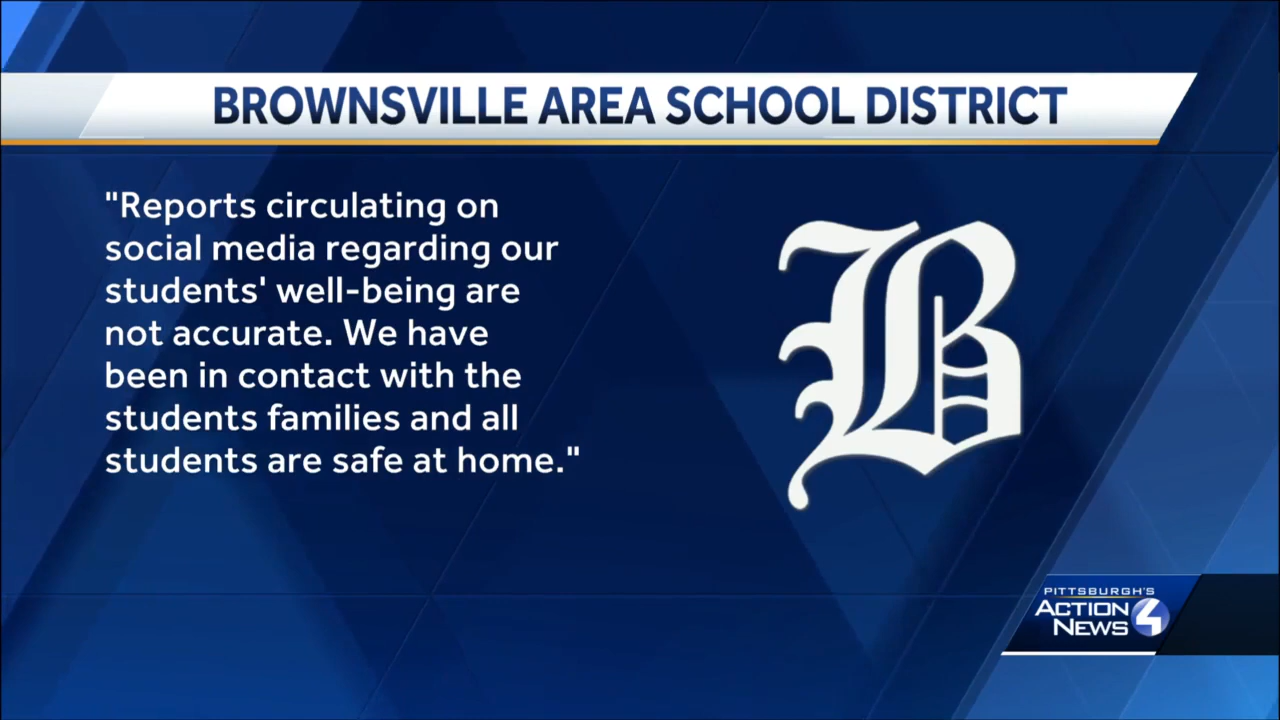 BROWNSVILLE AREA SCHOOL DISTRICT
"Reports circulating on
social media regarding our
students' well-being are
not accurate. We have
been in contact with the
students families and all
students are safe at home."
B
PITTSBURGH'S
ACTION
NEWS 4